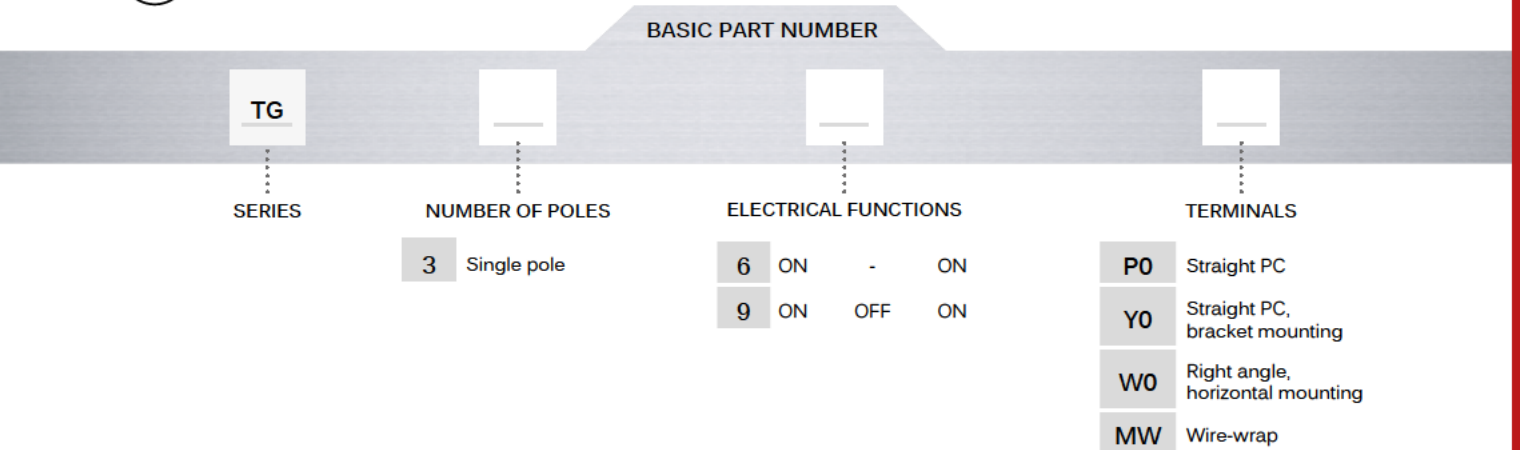 BASIC PART NUMBER
TG
SERIES
NUMBER OF POLES
3 Single pole
ELECTRICAL FUNCTIONS
6 ON - ON
9 ON OFF ON
TERMINALS
P0 Straight PC
Y0 Straight PC,
bracket mounting
W0 Right angle,
horizontal mounting
MW Wire-wrap